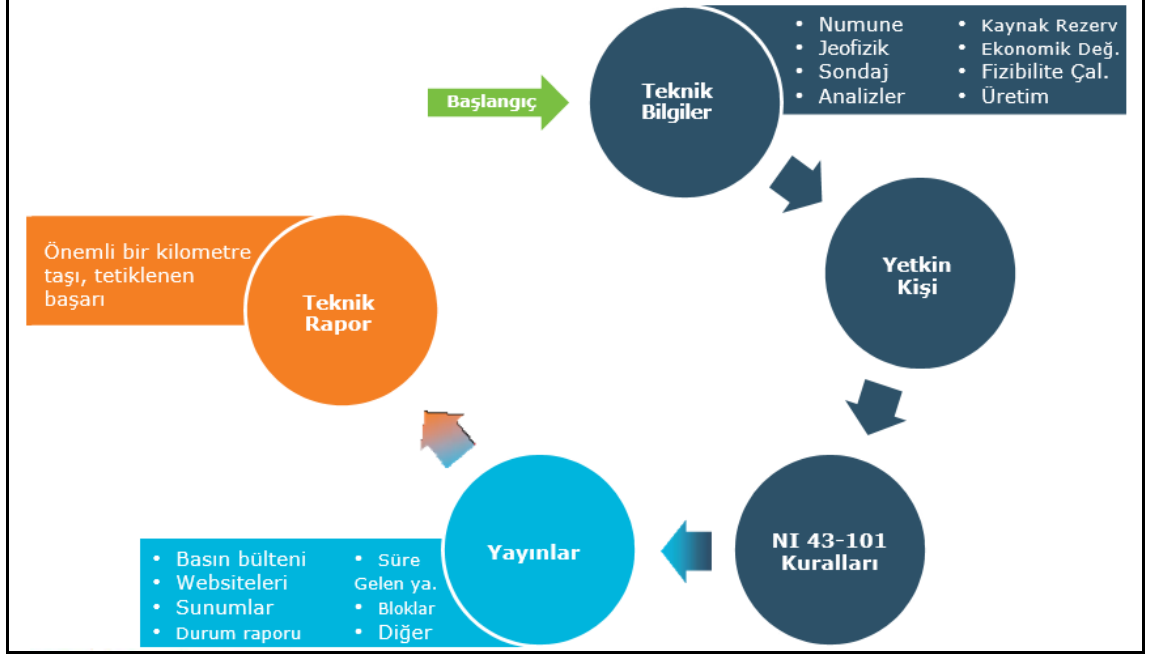 Başlangıç
Teknik
Bilgiler
• Numune
• Jeofizik
• Sondaj
• Analizler
• Kaynak Rezerv
• Ekonomik Değ.
• Fizibilite Çal.
• Üretim
Yetkin
Kişi
NI 43-101
Kuralları
Yayınlar
• Basın bülteni
• Websiteleri
• Sunumlar
• Durum raporu
• Süre
Gelen ya.
• Bloklar
• Diğer
Teknik
Rapor
Önemli bir kilometre
taşı, tetiklenen
başarı